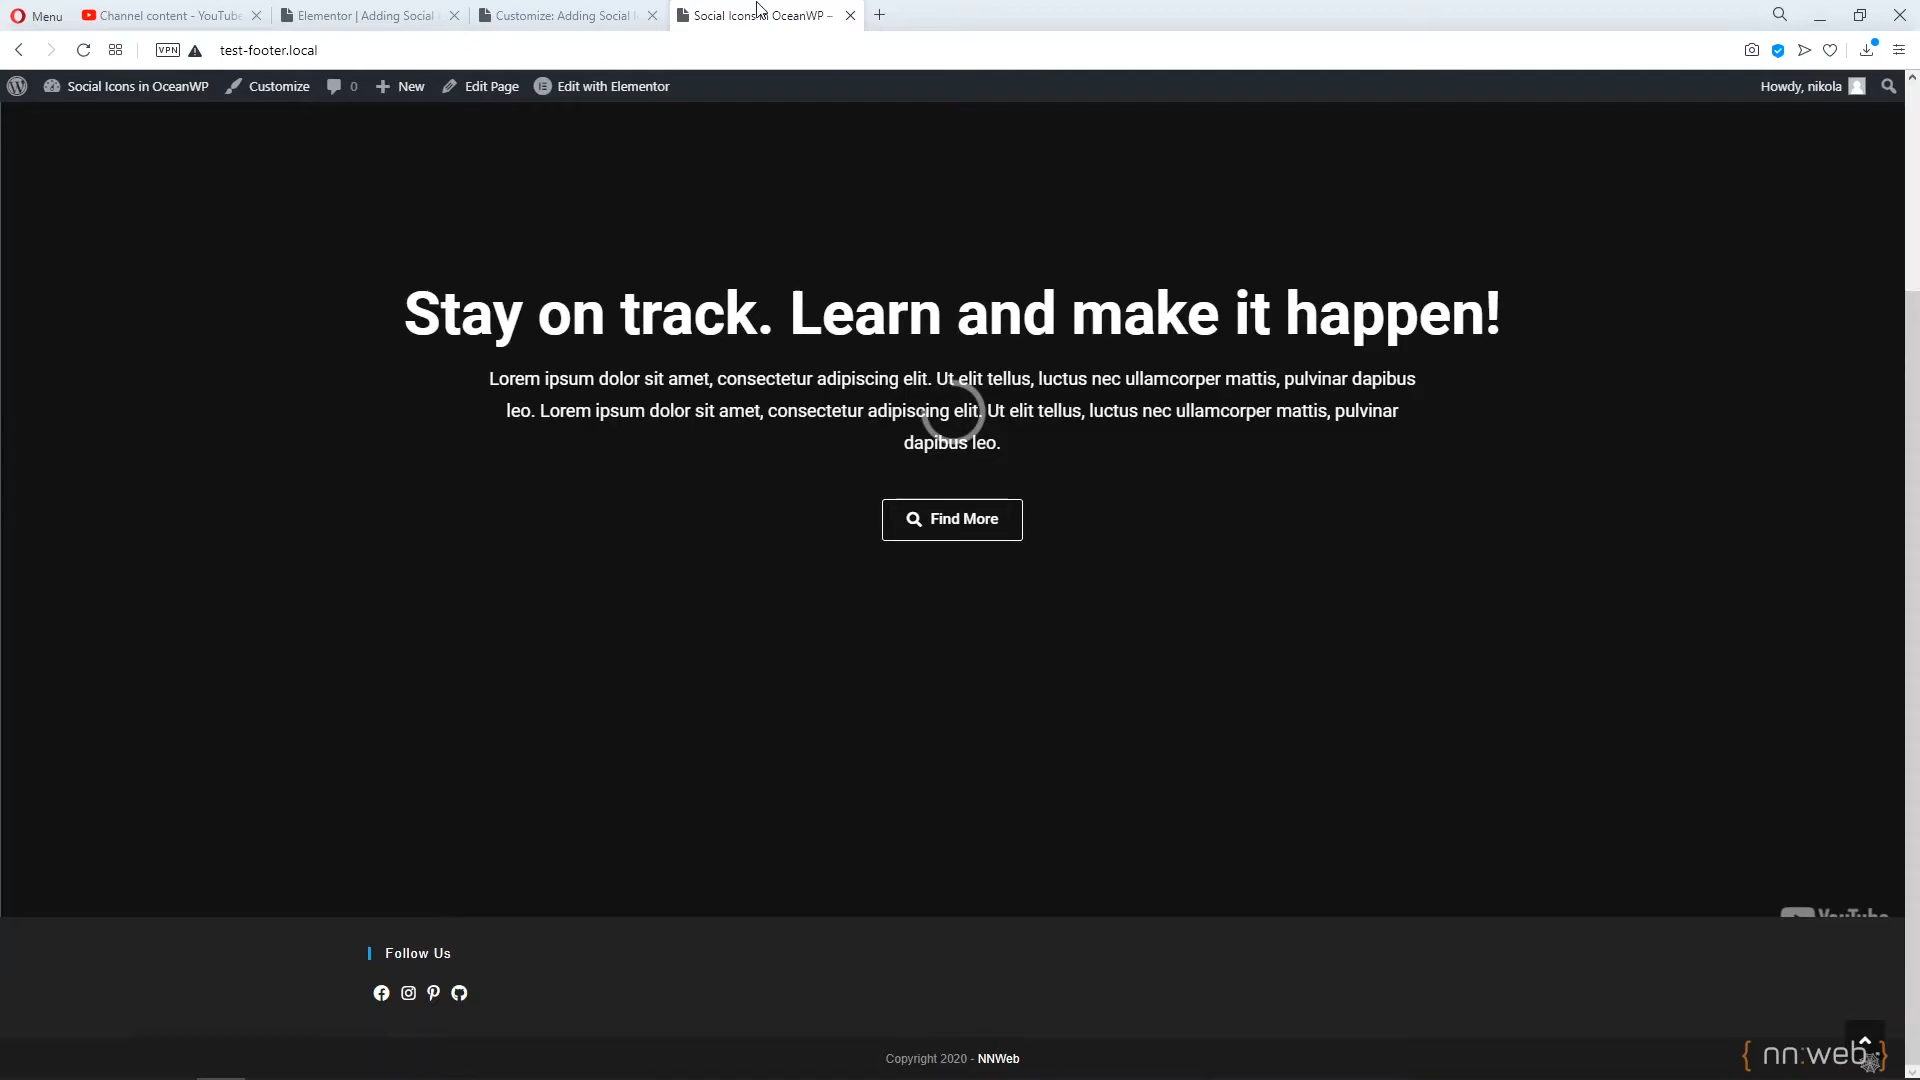 Menu
Channel content - YouTube
Elementor | Adding Social
Customize: Adding Social I
Social Icons in OceanWP –
VPN
test-footer.local
Social Icons in OceanWP
Customize
0
New
Edit Page
Edit with Elementor
Howdy, nikola
Stay on track. Learn and make it happen!
Lorem ipsum dolor sit amet, consectetur adipiscing elit. Ut elit tellus, luctus nec ullamcorper mattis, pulvinar dapibus
leo. Lorem ipsum dolor sit amet, consectetur adipiscing elit. Ut elit tellus, luctus nec ullamcorper mattis, pulvinar
dapibus leo.
Find More
YouTube
Follow Us
Copyright 2020 - NNWeb
{ nn:web }